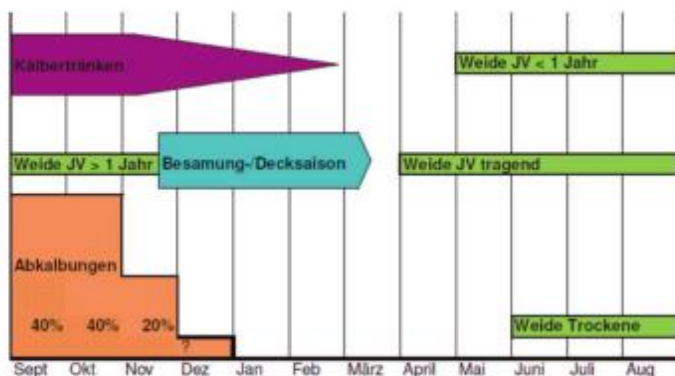 Kälbertränken
Weide JV < 1 Jahr
Weide JV > 1 Jahr
Besamung-/Decksaison
Weide JV tragend
Abkalbungen
40% 40% 20%
Weide Trockene
?
Sept Okt Nov Dez Jan Feb März April Mai Juni Juli Aug